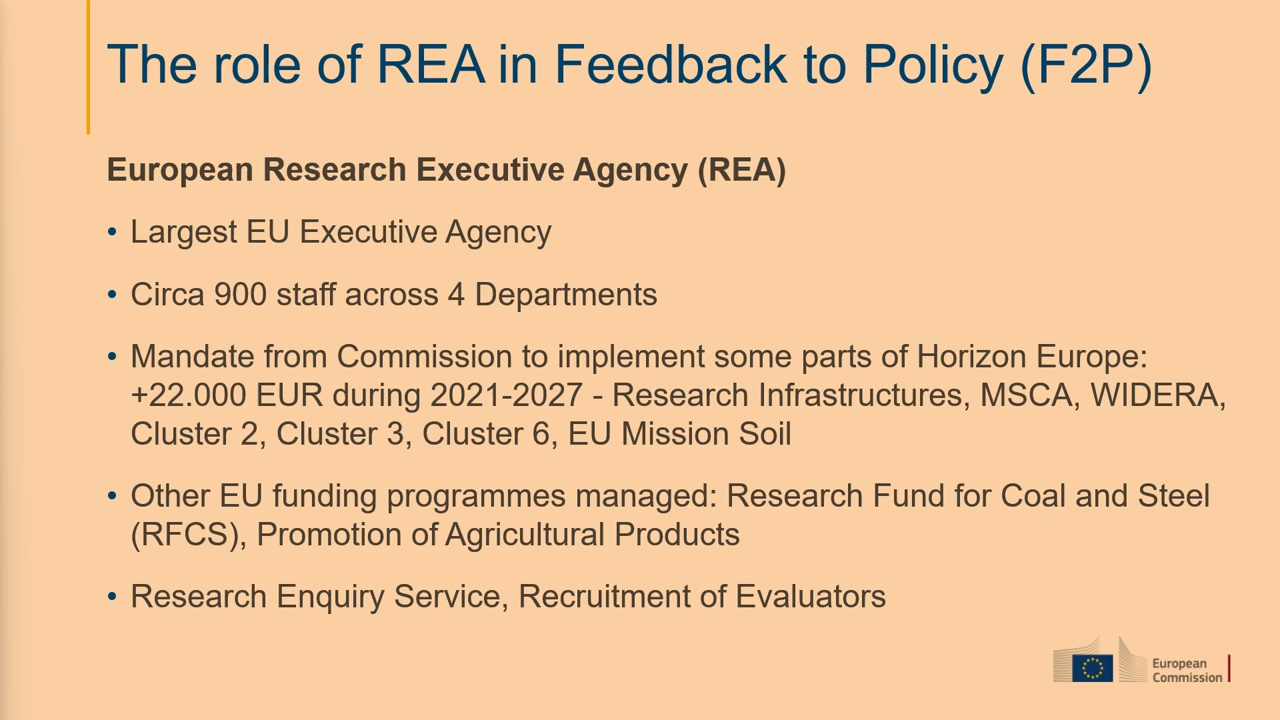 The role of REA in Feedback to Policy (F2P)
European Research Executive Agency (REA)
• Largest EU Executive Agency
• Circa 900 staff across 4 Departments
• Mandate from Commission to implement some parts of Horizon Europe:
+22.000 EUR during 2021-2027 - Research Infrastructures, MSCA, WIDERA,
Cluster 2, Cluster 3, Cluster 6, EU Mission Soil
• Other EU funding programmes managed: Research Fund for Coal and Steel
(RFCS), Promotion of Agricultural Products
• Research Enquiry Service, Recruitment of Evaluators
European
Commission